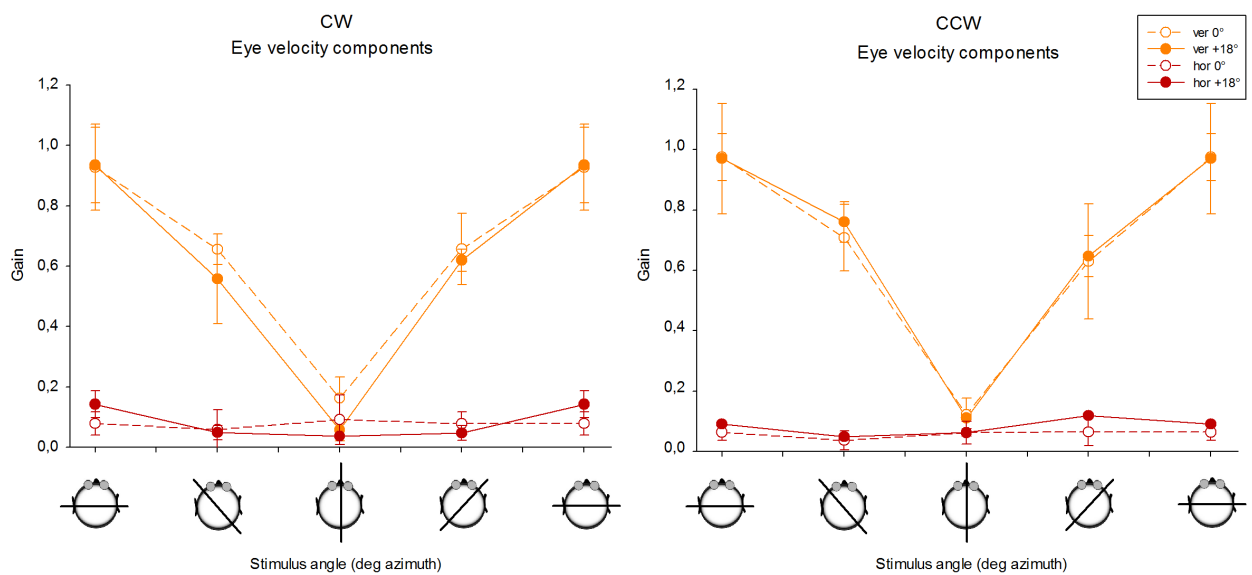 CW
Eye velocity components
1,2
1,0
0,8
0,6
0,4
0,2
0,0
Gain
Stimulus angle (deg azimuth)
CCW
Eye velocity components
ver 0°
ver +18°
hor 0°
hor +18°
1,2
1,0
0,8
0,6
0,4
0,2
0,0
Gain
Stimulus angle (deg azimuth)